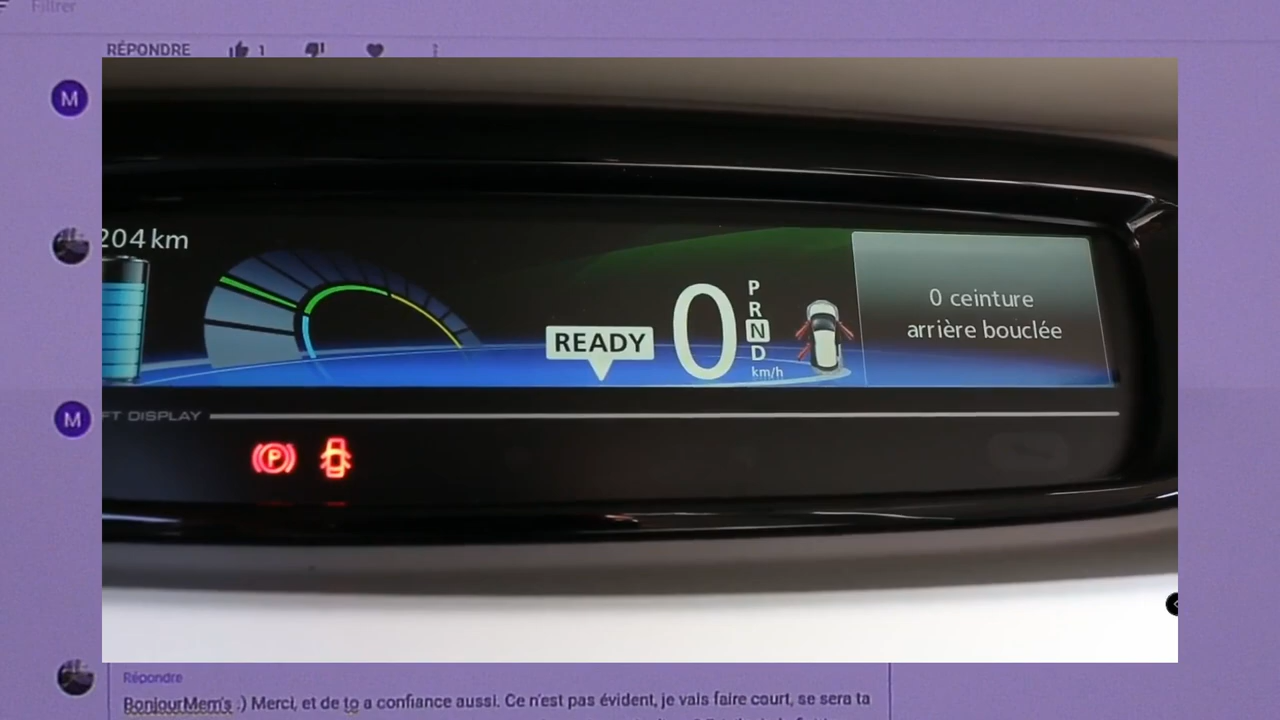 Filtrer
RÉPONDRE 1
M
204 km
READY
0
P
R
N
D
km/h
0 ceinture
arrière bouclée
M
FT DISPLAY
P
Répondre
BonjourMem's :) Merci, et de to a confiance aussi. Ce n'est pas évident, je vais faire court, se sera ta